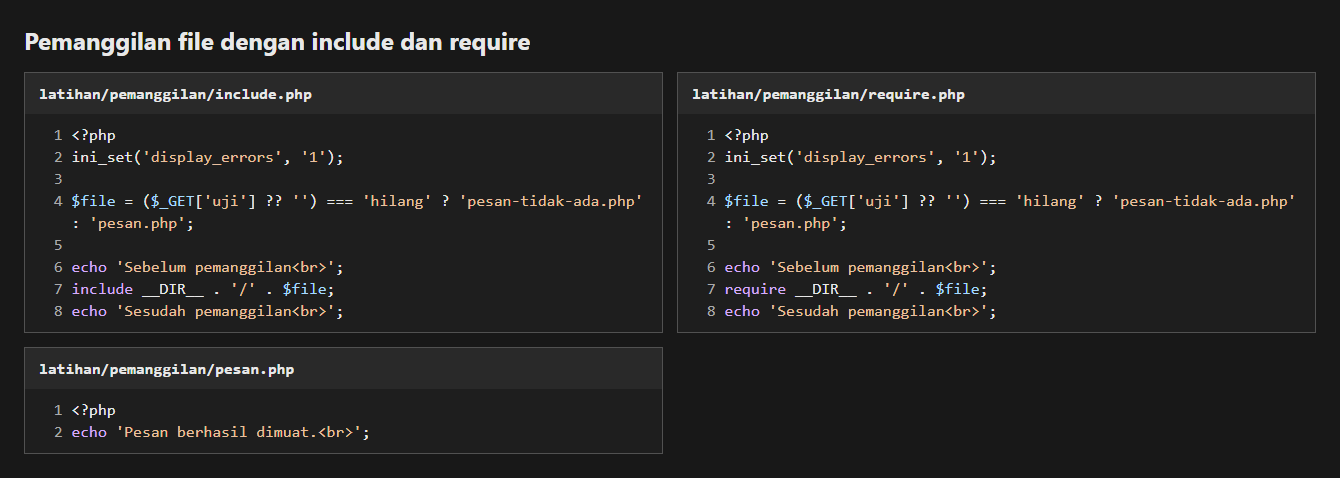 Pemanggilan file dengan include dan require
latihan/pemanggilan/include.php
1 <?php
2 ini_set('display_errors', '1');
3
4 $file = ($_GET['uji'] ?? '') === 'hilang' ? 'pesan-tidak-ada.php'
: 'pesan.php';
5
6 echo 'Sebelum pemanggilan<br>';
7 include __DIR__ . '/' . $file;
8 echo 'Sesudah pemanggilan<br>';
latihan/pemanggilan/require.php
1 <?php
2 ini_set('display_errors', '1');
3
4 $file = ($_GET['uji'] ?? '') === 'hilang' ? 'pesan-tidak-ada.php'
: 'pesan.php';
5
6 echo 'Sebelum pemanggilan<br>';
7 require __DIR__ . '/' . $file;
8 echo 'Sesudah pemanggilan<br>';
latihan/pemanggilan/pesan.php
1 <?php
2 echo 'Pesan berhasil dimuat.<br>';